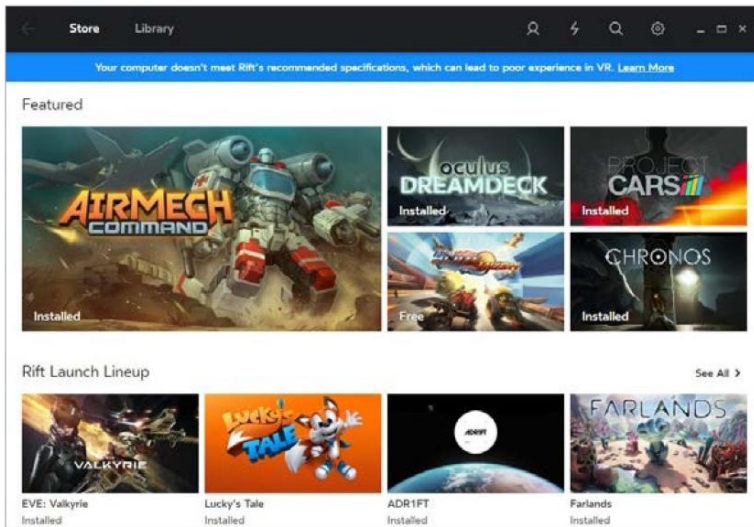 Store Library
Your computer doesn't meet Rift's recommended specifications, which can lead to poor experience in VR. Learn More
Featured
AIRMECH
COMMAND
Installed
oculus
DREAMDECK
Installed
PROJECT
CARS
Installed
Free
CHRONOS
Installed
Rift Launch Lineup
See All >
VALKYRIE
LUCKY'S
TALE
ADR1FT
FARLANDS
EVE: Valkyrie
Installed
Lucky's Tale
Installed
ADR1FT
Installed
Farlands
Installed